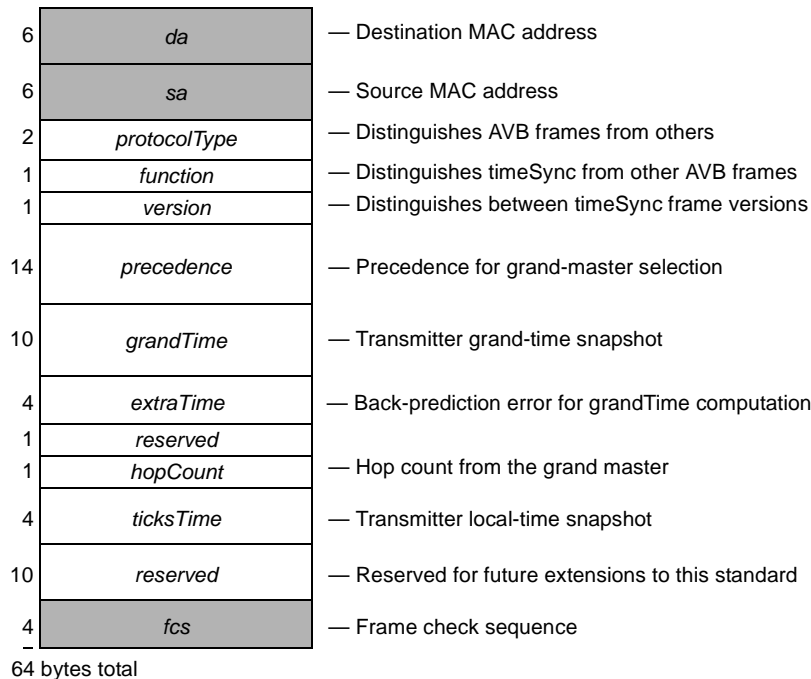 6 da — Destination MAC address
6 sa — Source MAC address
2 protocolType — Distinguishes AVB frames from others
1 function — Distinguishes timeSync from other AVB frames
1 version — Distinguishes between timeSync frame versions
14 precedence — Precedence for grand-master selection
10 grandTime — Transmitter grand-time snapshot
4 extraTime — Back-prediction error for grandTime computation
1 reserved
1 hopCount — Hop count from the grand master
4 ticksTime — Transmitter local-time snapshot
10 reserved — Reserved for future extensions to this standard
4 fcs — Frame check sequence
64 bytes total